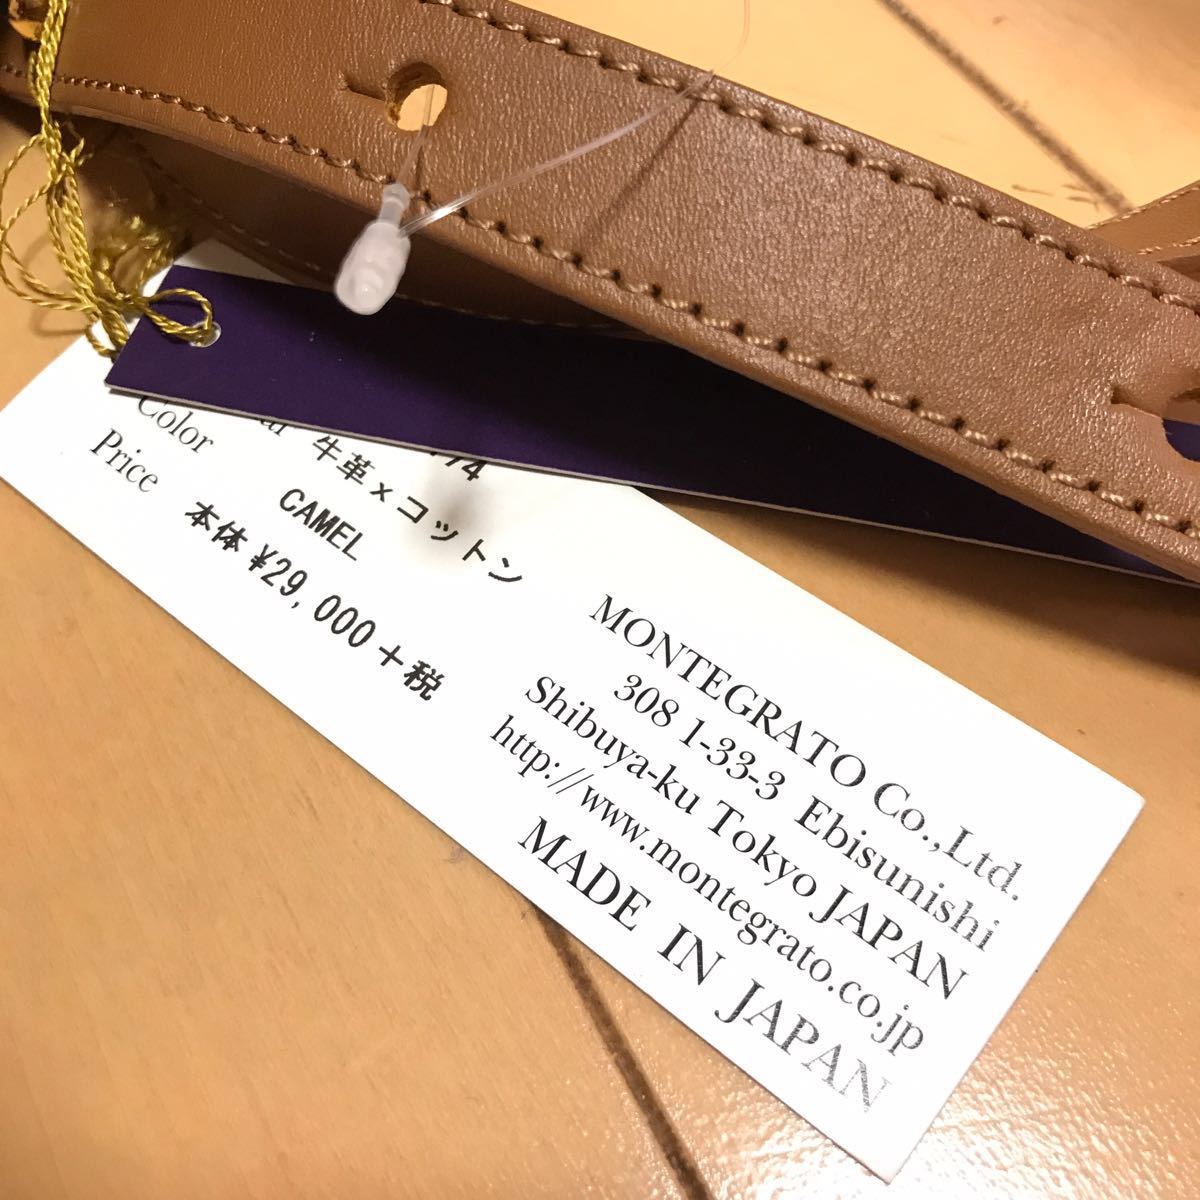 牛革×コットン
Color CAMEL
Price 本体 ¥29,000+税
MONTEGRATO Co.,Ltd.
308 1-33-3 Ebisunishi
Shibuya-ku Tokyo JAPAN
http://www.montegrato.co.jp
MADE IN JAPAN